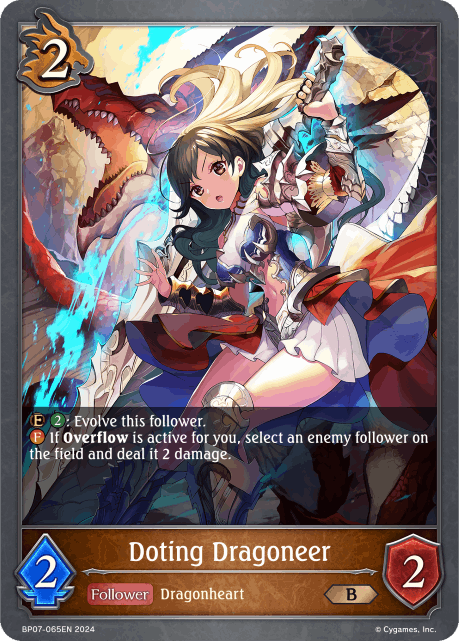 2
E 2: Evolve this follower.
F If Overflow is active for you, select an enemy follower on
the field and deal it 2 damage.
Doting Dragoneer
2
Follower Dragonheart B
2
BP07-065EN 2024 © Cygames, Inc.